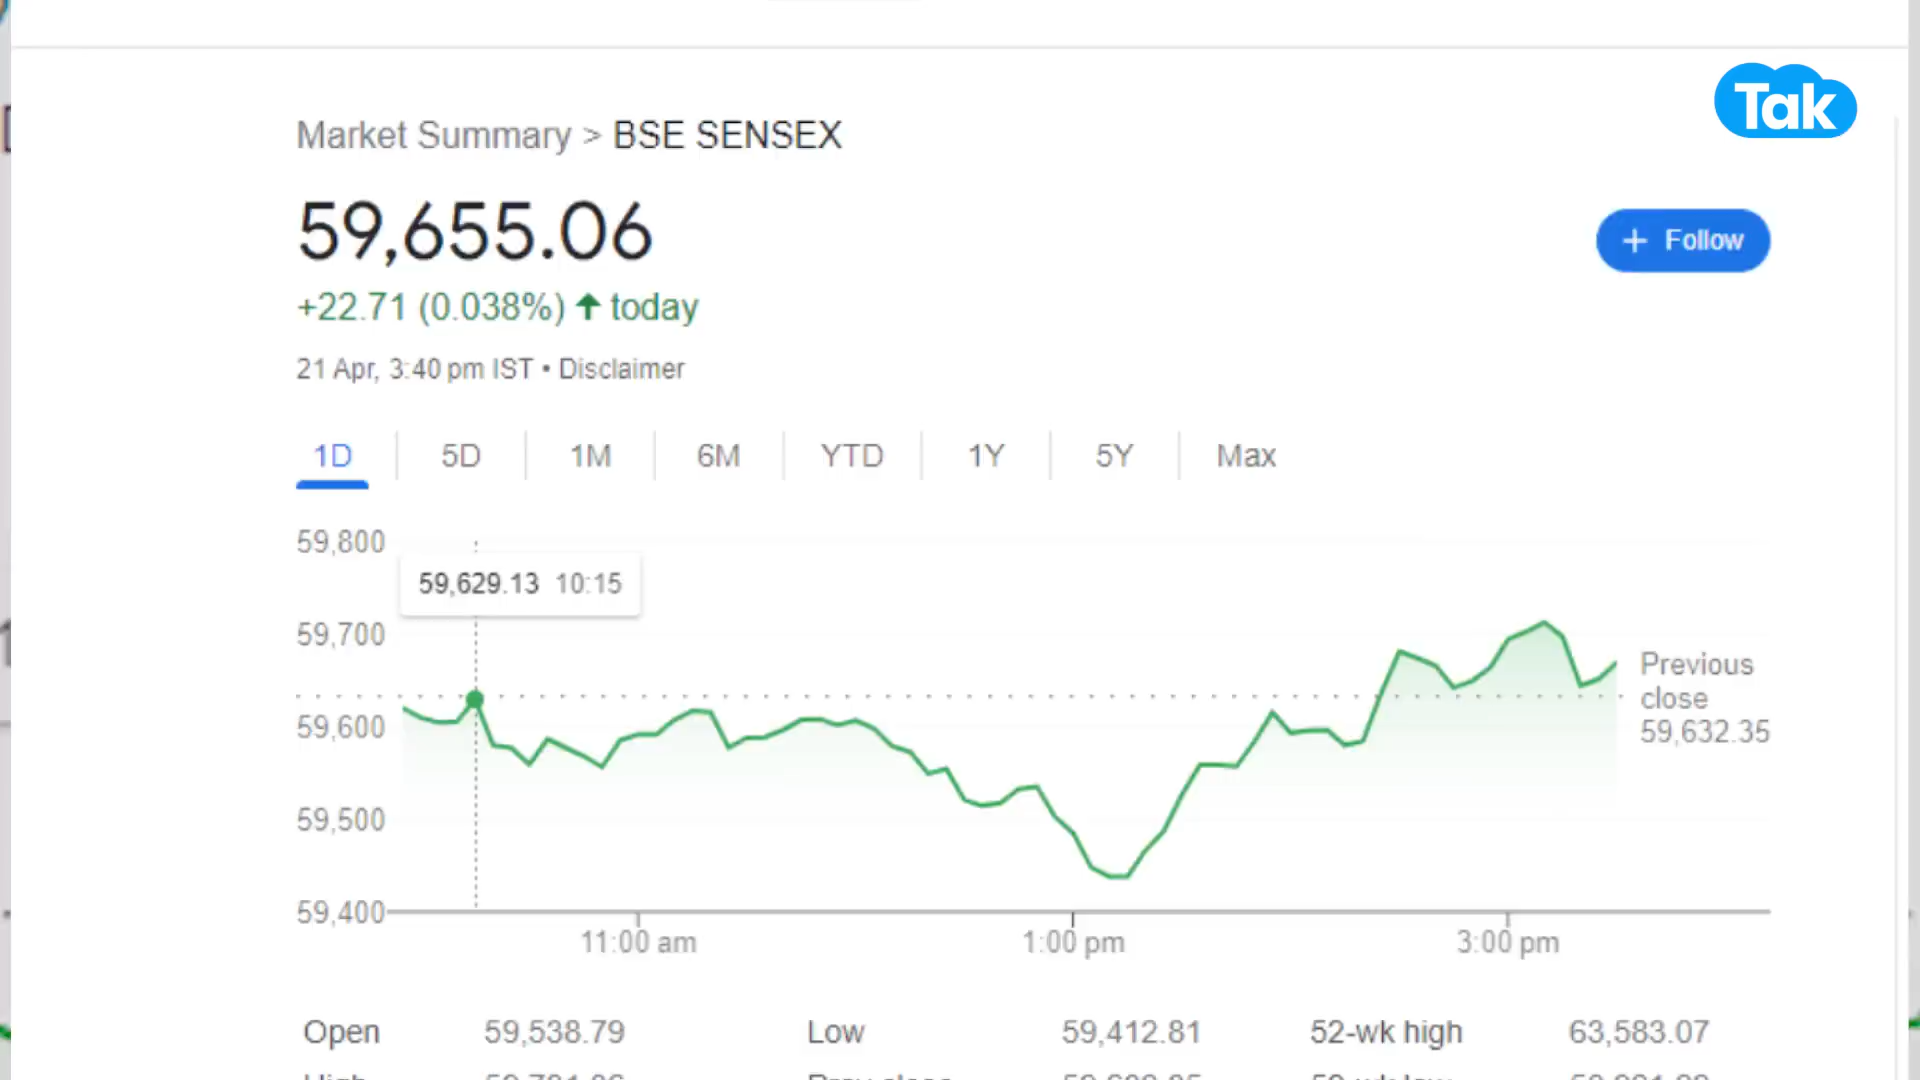 Tak
Market Summary > BSE SENSEX
59,655.06
+ Follow
+22.71 (0.038%) ↑ today
21 Apr, 3:40 pm IST • Disclaimer
1D 5D 1M 6M YTD 1Y 5Y Max
59,800
59,629.13 10:15
59,700
Previous
close
59,632.35
59,600
59,500
59,400
11:00 am 1:00 pm 3:00 pm
Open 59,538.79 Low 59,412.81 52-wk high 63,583.07